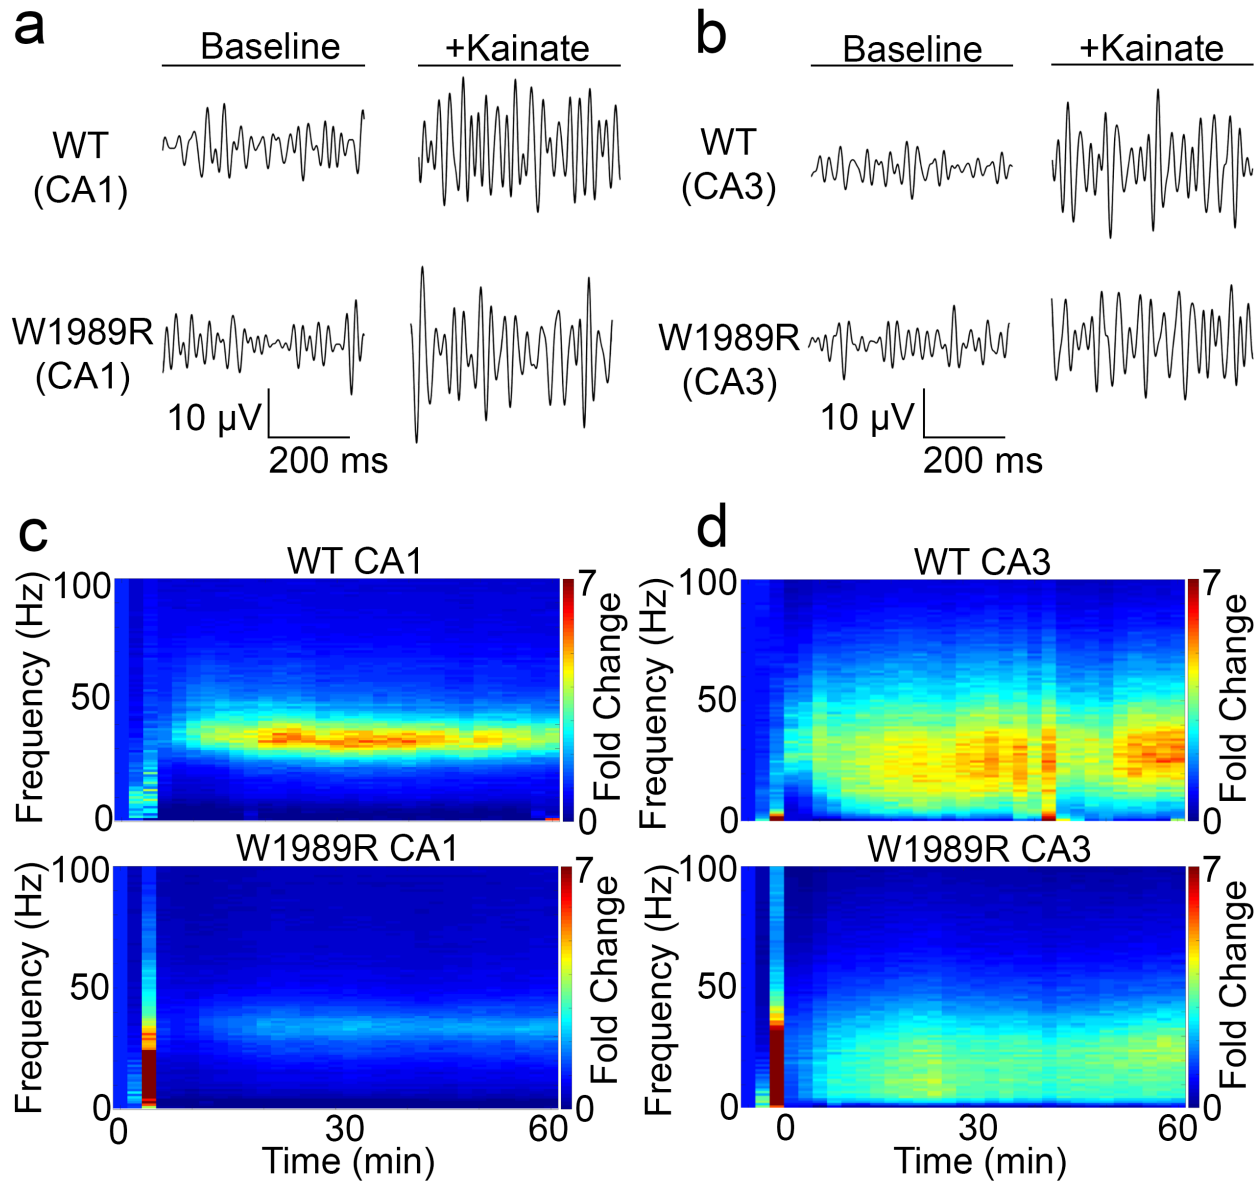 a
Baseline
+Kainate
WT
(CA1)
W1989R
(CA1)
10 µV
200 ms
b
Baseline
+Kainate
WT
(CA3)
W1989R
(CA3)
10 µV
200 ms
c
WT CA1
Frequency (Hz)
100
50
0
7
0
Fold Change
W1989R CA1
Frequency (Hz)
100
50
0
7
0
Fold Change
0
30
60
Time (min)
d
WT CA3
Frequency (Hz)
100
50
0
7
0
Fold Change
W1989R CA3
Frequency (Hz)
100
50
0
7
0
Fold Change
0
30
60
Time (min)